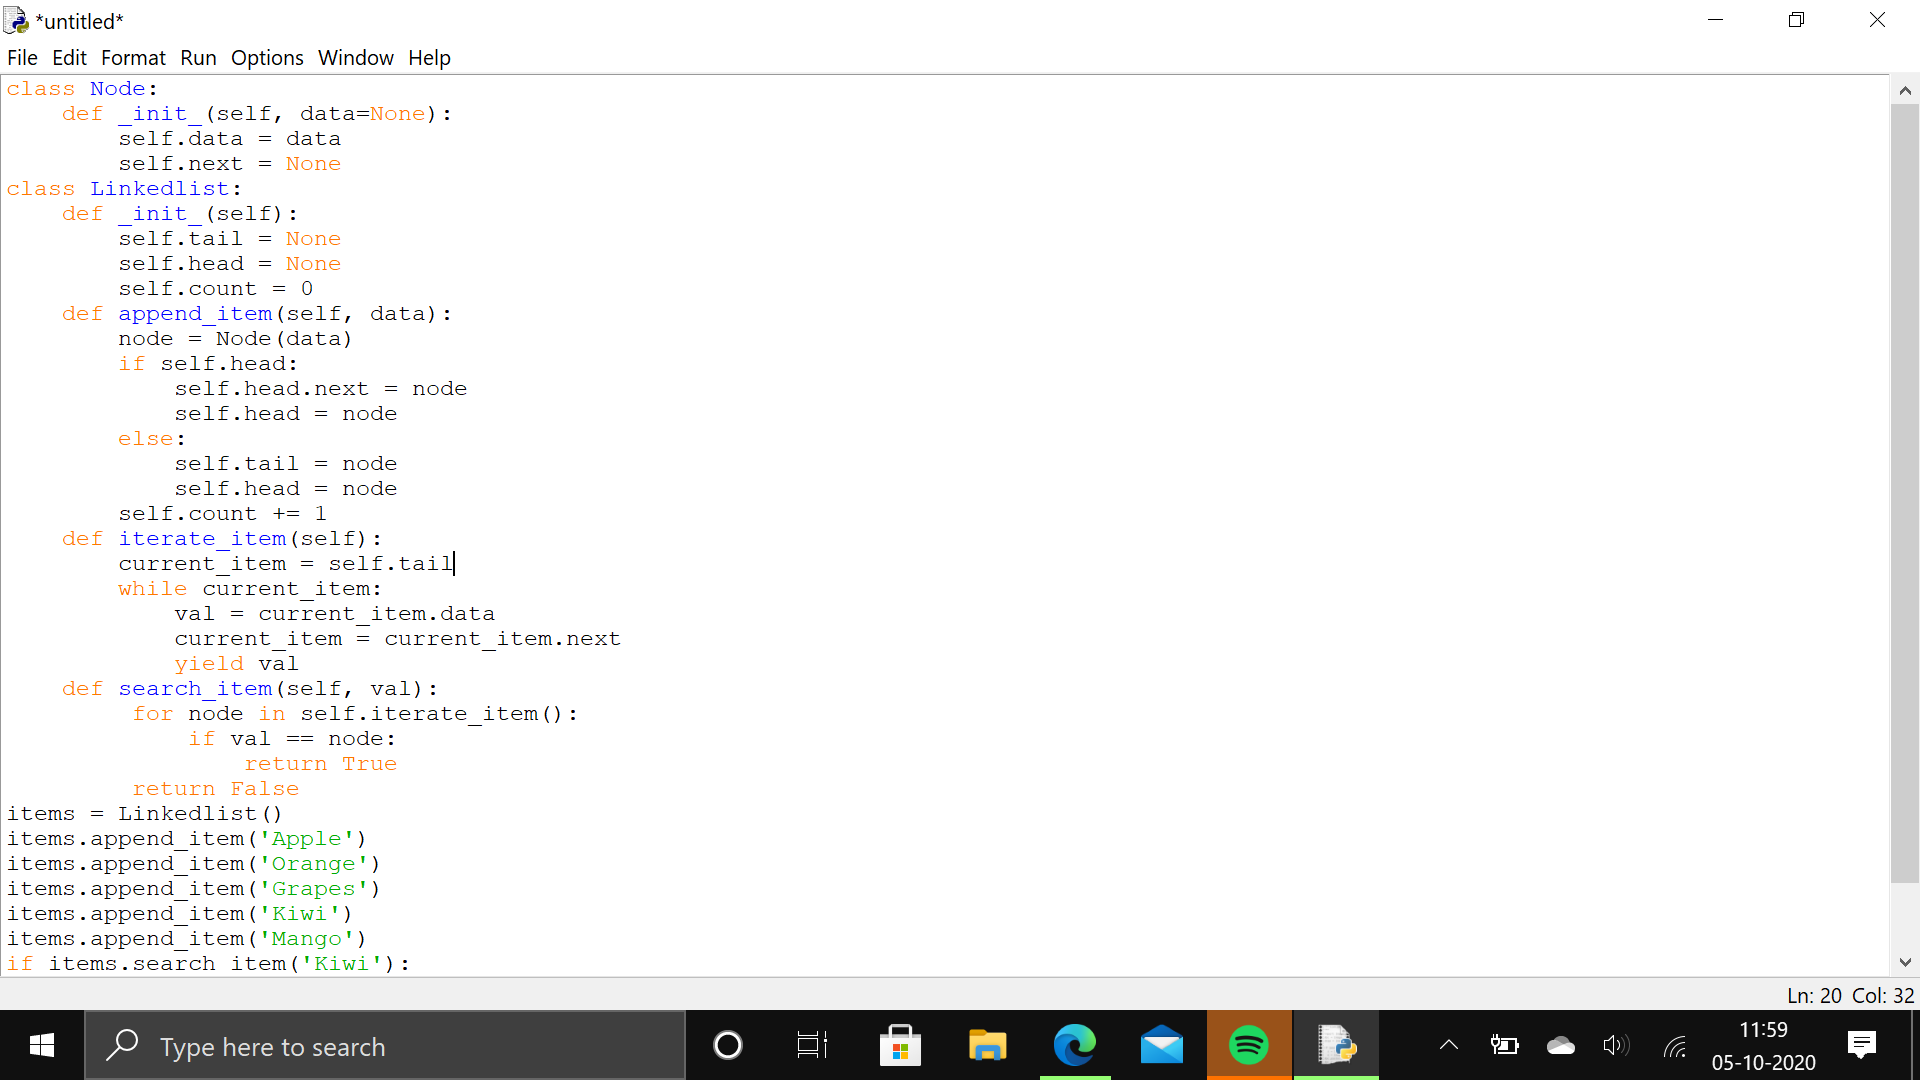 *untitled*
File Edit Format Run Options Window Help
class Node:
    def _init_(self, data=None):
        self.data = data
        self.next = None
class Linkedlist:
    def _init_(self):
        self.tail = None
        self.head = None
        self.count = 0
    def append_item(self, data):
        node = Node(data)
        if self.head:
            self.head.next = node
            self.head = node
        else:
            self.tail = node
            self.head = node
        self.count += 1
    def iterate_item(self):
        current_item = self.tail
        while current_item:
            val = current_item.data
            current_item = current_item.next
            yield val
    def search_item(self, val):
         for node in self.iterate_item():
             if val == node:
                 return True
         return False
items = Linkedlist()
items.append_item('Apple')
items.append_item('Orange')
items.append_item('Grapes')
items.append_item('Kiwi')
items.append_item('Mango')
if items.search_item('Kiwi'):
Ln: 20 Col: 32
Type here to search
11:59
05-10-2020